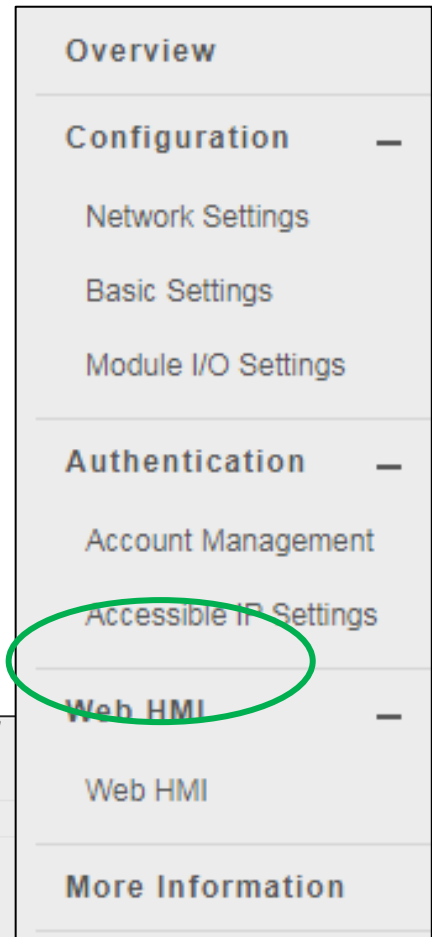 Overview
Configuration
Network Settings
Basic Settings
Module I/O Settings
Authentication
Account Management
Accessible IP Settings
Web HMI
Web HMI
More Information